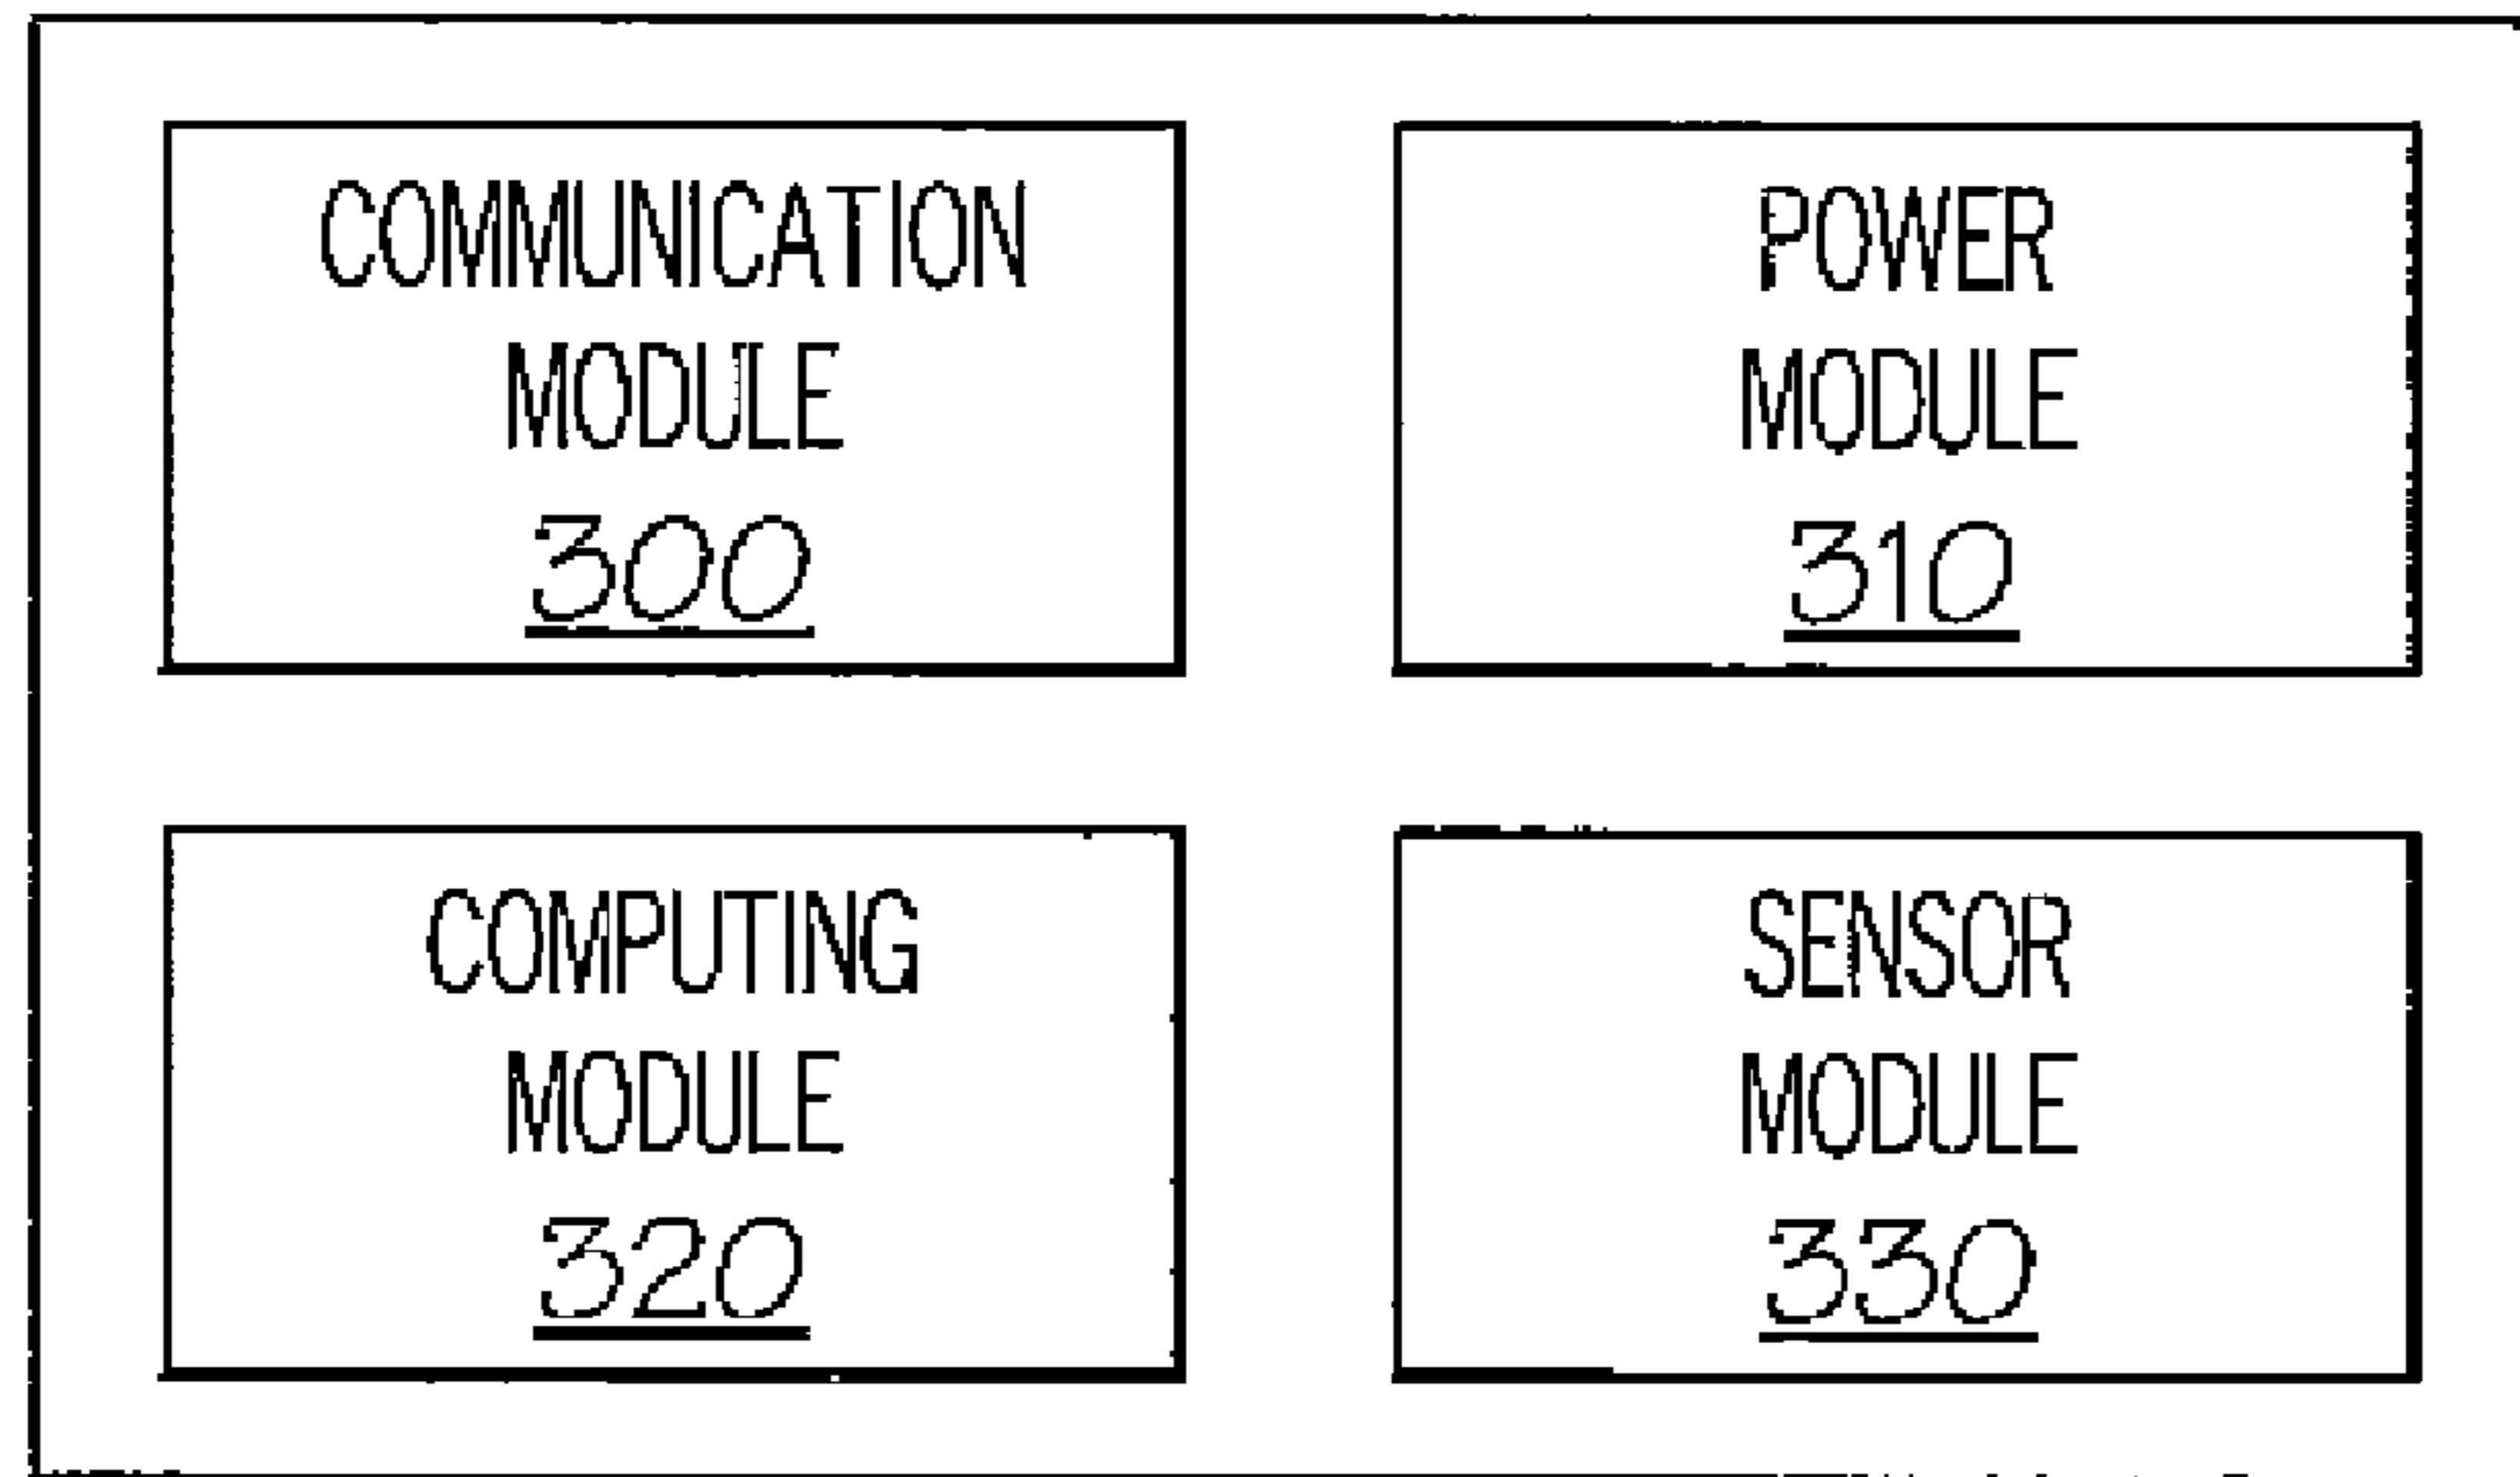 COMMUNICATION
MODULE
300
POWER
MODULE
310
COMPUTING
MODULE
320
SENSOR
MODULE
330